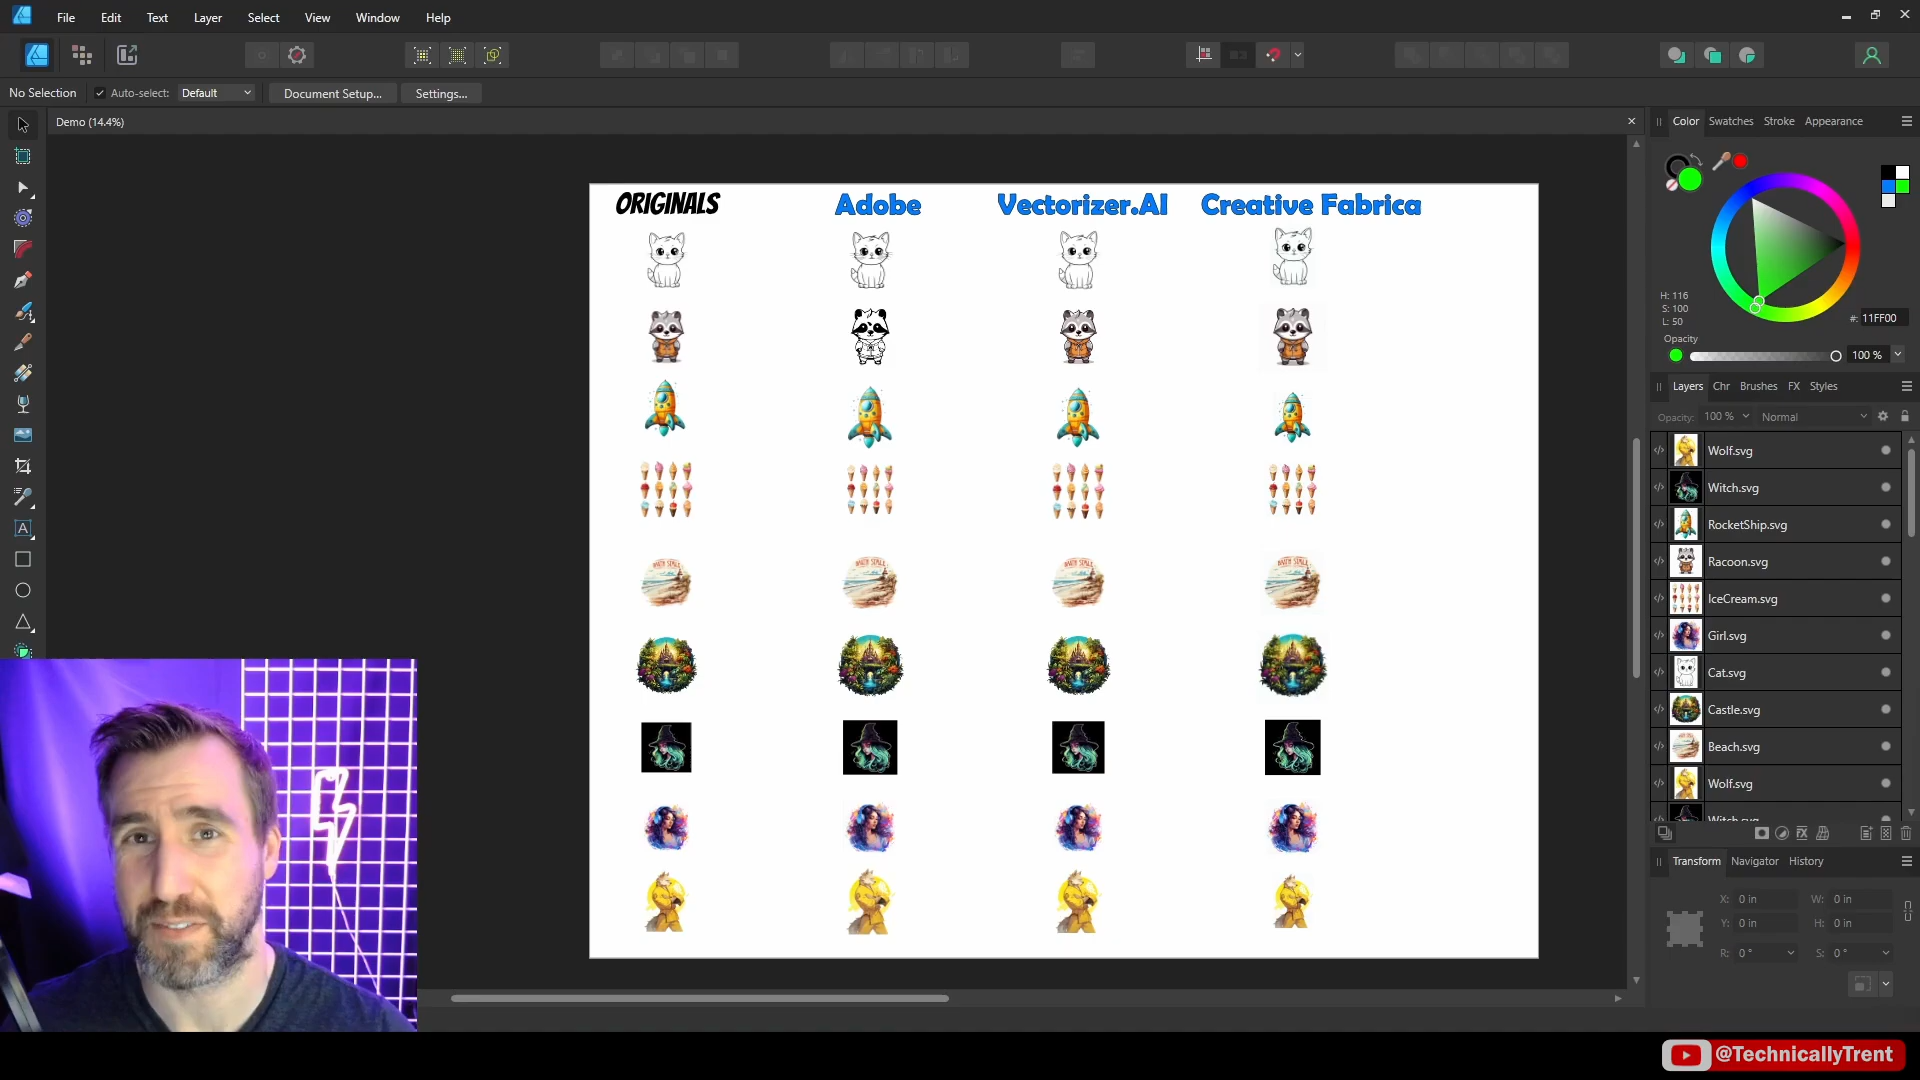 File Edit Text Layer Select View Window Help
No Selection Auto-select: Default Document Setup... Settings...
Demo (14.4%)
ORIGINALS Adobe Vectorizer.AI Creative Fabrica
Color Swatches Stroke Appearance
H: 116
S: 100
L: 50
#: 11FF00
Opacity
100 %
Layers Chr Brushes FX Styles
Opacity: 100 % Normal
Wolf.svg
Witch.svg
RocketShip.svg
Racoon.svg
IceCream.svg
Girl.svg
Cat.svg
Castle.svg
Beach.svg
Wolf.svg
Witch.svg
Transform Navigator History
X: 0 in W: 0 in
Y: 0 in H: 0 in
R: 0 ° S: 0 °
@TechnicallyTrent